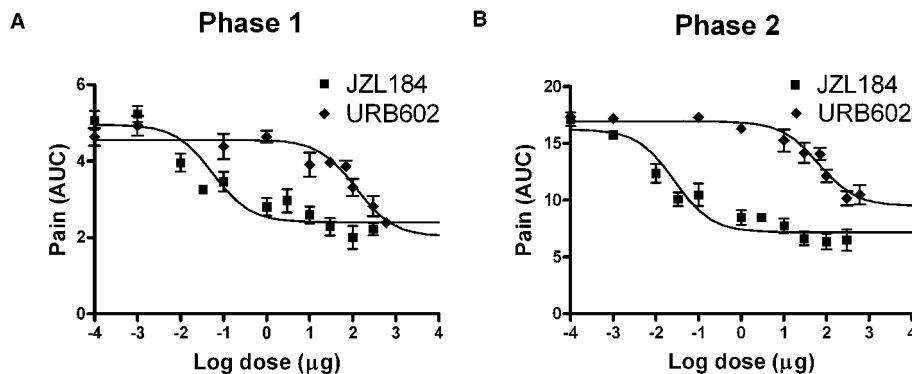 A
Phase 1
JZL184
URB602
6
4
2
0
Pain (AUC)
-4 -3 -2 -1 0 1 2 3 4
Log dose (μg)
B
Phase 2
JZL184
URB602
20
15
10
5
0
Pain (AUC)
-4 -3 -2 -1 0 1 2 3 4
Log dose (μg)